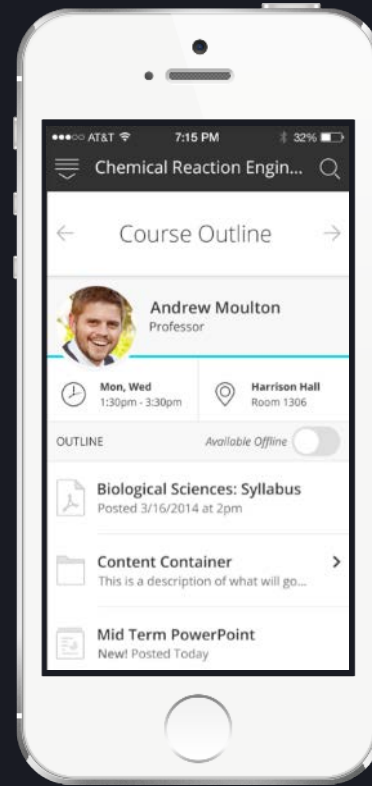 AT&T 7:15 PM 32%
Chemical Reaction Engin...
Course Outline
Andrew Moulton
Professor
Mon, Wed
1:30pm - 3:30pm
Harrison Hall
Room 1306
OUTLINE Available Offline
Biological Sciences: Syllabus
Posted 3/16/2014 at 2pm
Content Container
This is a description of what will go...
Mid Term PowerPoint
New! Posted Today